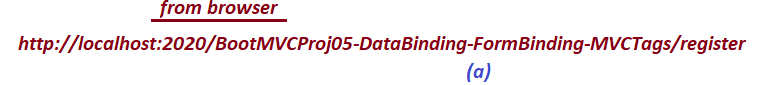 from browser
http://localhost:2020/BootMVCProj05-DataBinding-FormBinding-MVCTags/register
(a)